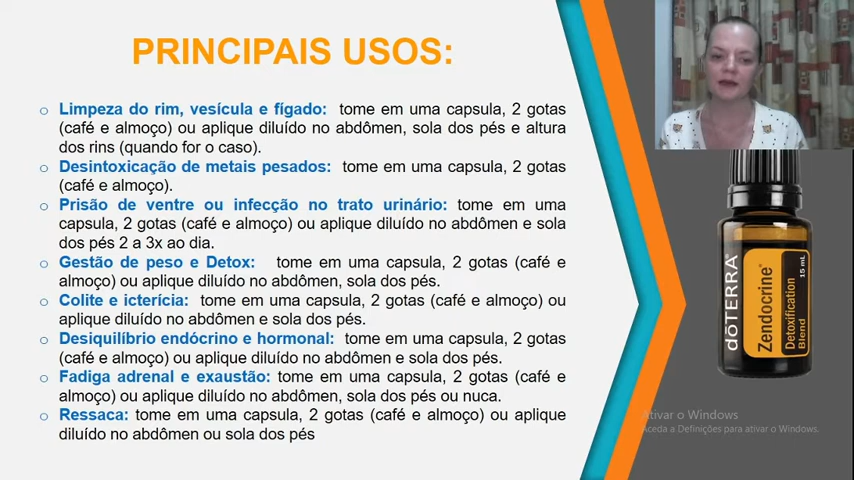 PRINCIPAIS USOS:
o Limpeza do rim, vesícula e fígado: tome em uma capsula, 2 gotas
(café e almoço) ou aplique diluído no abdômen, sola dos pés e altura
dos rins (quando for o caso).
o Desintoxicação de metais pesados: tome em uma capsula, 2 gotas
(café e almoço).
o Prisão de ventre ou infecção no trato urinário: tome em uma
capsula, 2 gotas (café e almoço) ou aplique diluído no abdômen e sola
dos pés 2 a 3x ao dia.
o Gestão de peso e Detox: tome em uma capsula, 2 gotas (café e
almoço) ou aplique diluído no abdômen, sola dos pés.
o Colite e icterícia: tome em uma capsula, 2 gotas (café e almoço) ou
aplique diluído no abdômen e sola dos pés.
o Desiquilíbrio endócrino e hormonal: tome em uma capsula, 2 gotas
(café e almoço) ou aplique diluído no abdômen e sola dos pés.
o Fadiga adrenal e exaustão: tome em uma capsula, 2 gotas (café e
almoço) ou aplique diluído no abdômen, sola dos pés ou nuca.
o Ressaca: tome em uma capsula, 2 gotas (café e almoço) ou aplique
diluído no abdômen ou sola dos pés
dōTERRA
Zendocrine®
Detoxification
Blend
15 mL
Ativar o Windows
Aceda a Definições para ativar o Windows.